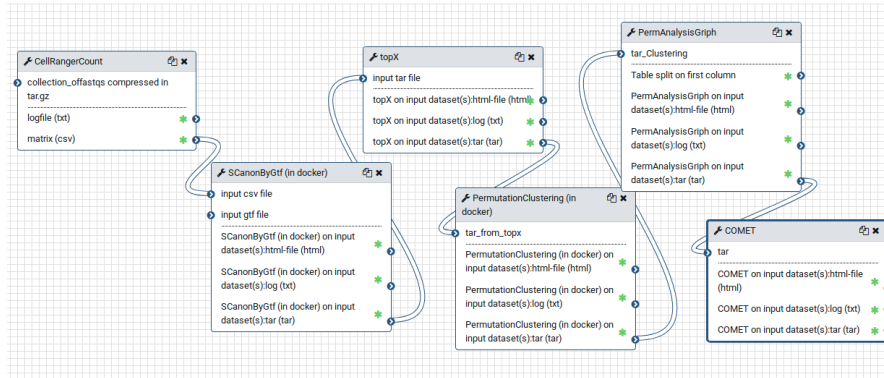 CellRangerCount
collection_offastqs compressed in
tar.gz
logfile (txt)
matrix (csv)
SCanonByGtf (in docker)
input csv file
input gtf file
SCanonByGtf (in docker) on input
dataset(s):html-file (html)
SCanonByGtf (in docker) on input
dataset(s):log (txt)
SCanonByGtf (in docker) on input
dataset(s):tar (tar)
topX
input tar file
topX on input dataset(s):html-file (html)
topX on input dataset(s):log (txt)
topX on input dataset(s):tar (tar)
PermutationClustering (in
docker)
tar_from_topx
PermutationClustering (in docker) on
input dataset(s):html-file (html)
PermutationClustering (in docker) on
input dataset(s):log (txt)
PermutationClustering (in docker) on
input dataset(s):tar (tar)
PermAnalysisGriph
tar_Clustering
Table split on first column
PermAnalysisGriph on input
dataset(s):html-file (html)
PermAnalysisGriph on input
dataset(s):log (txt)
PermAnalysisGriph on input
dataset(s):tar (tar)
COMET
tar
COMET on input dataset(s):html-file
(html)
COMET on input dataset(s):log (txt)
COMET on input dataset(s):tar (tar)